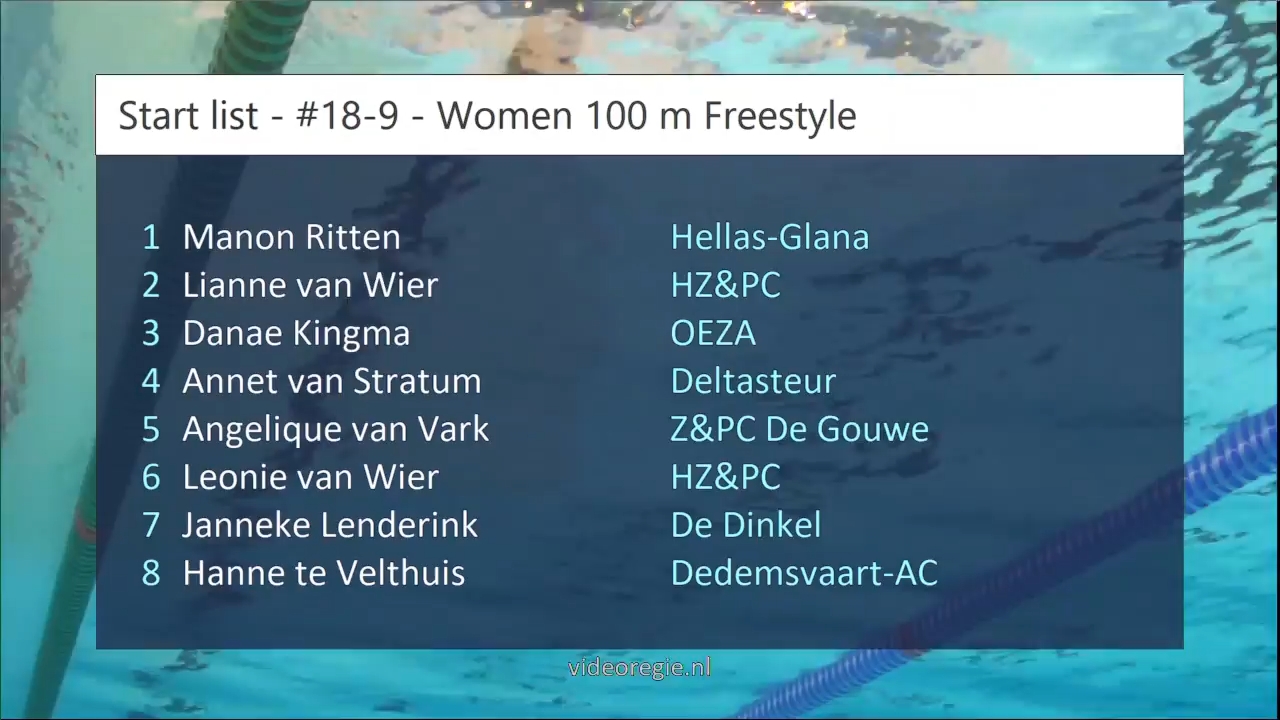 Start list - #18-9 - Women 100 m Freestyle
1 Manon Ritten Hellas-Glana
2 Lianne van Wier HZ&PC
3 Danae Kingma OEZA
4 Annet van Stratum Deltasteur
5 Angelique van Vark Z&PC De Gouwe
6 Leonie van Wier HZ&PC
7 Janneke Lenderink De Dinkel
8 Hanne te Velthuis Dedemsvaart-AC
videoregie.nl